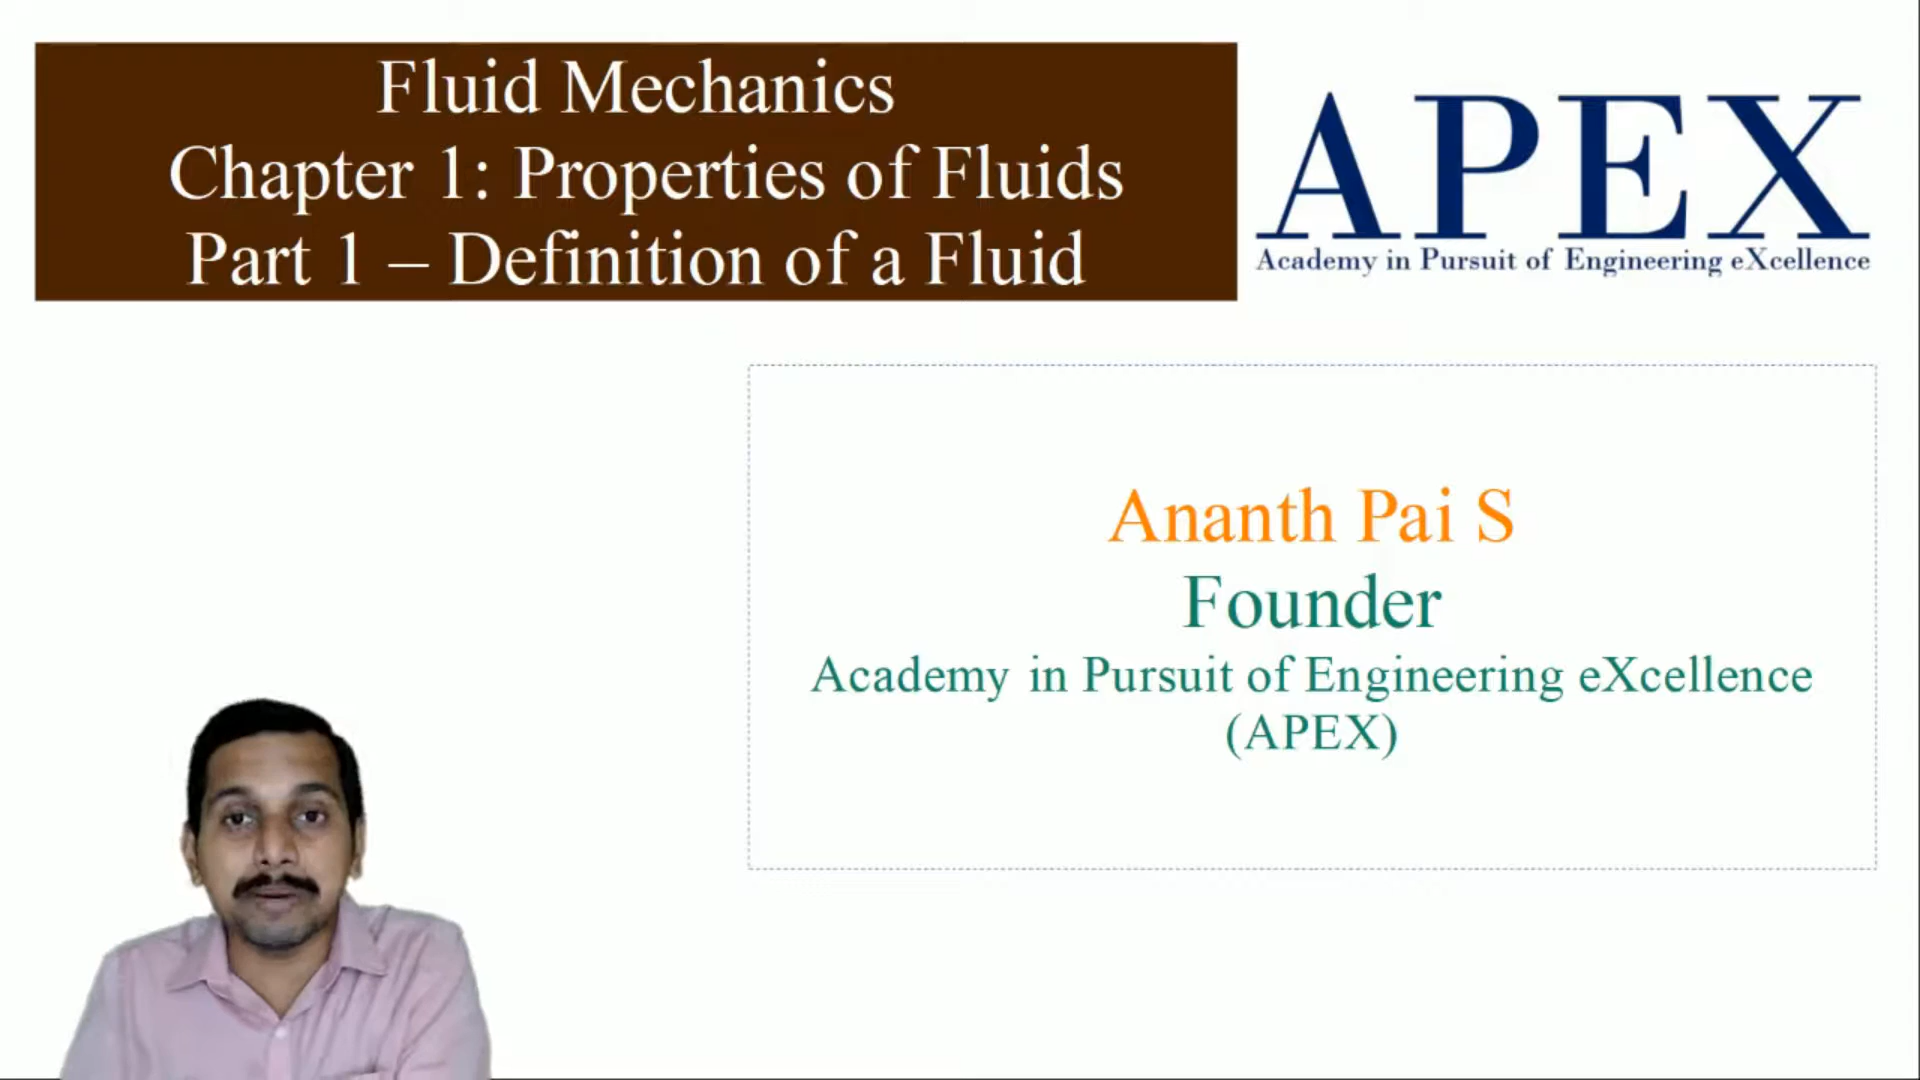 Fluid Mechanics
Chapter 1: Properties of Fluids
Part 1 – Definition of a Fluid
APEX
Academy in Pursuit of Engineering eXcellence
Ananth Pai S
Founder
Academy in Pursuit of Engineering eXcellence
(APEX)